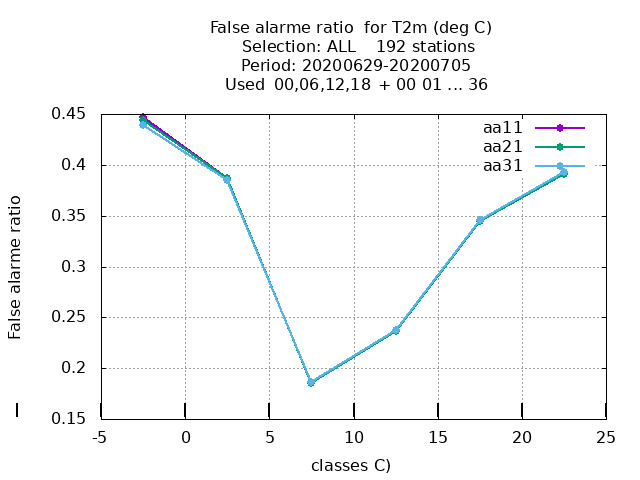 False alarme ratio  for T2m (deg C)
Selection: ALL    192 stations
Period: 20200629-20200705
Used  00,06,12,18  + 00 01 ... 36
aa11
aa21
aa31
False alarme ratio
0.45
0.4
0.35
0.3
0.25
0.2
0.15
-5
0
5
10
15
20
25
classes C)